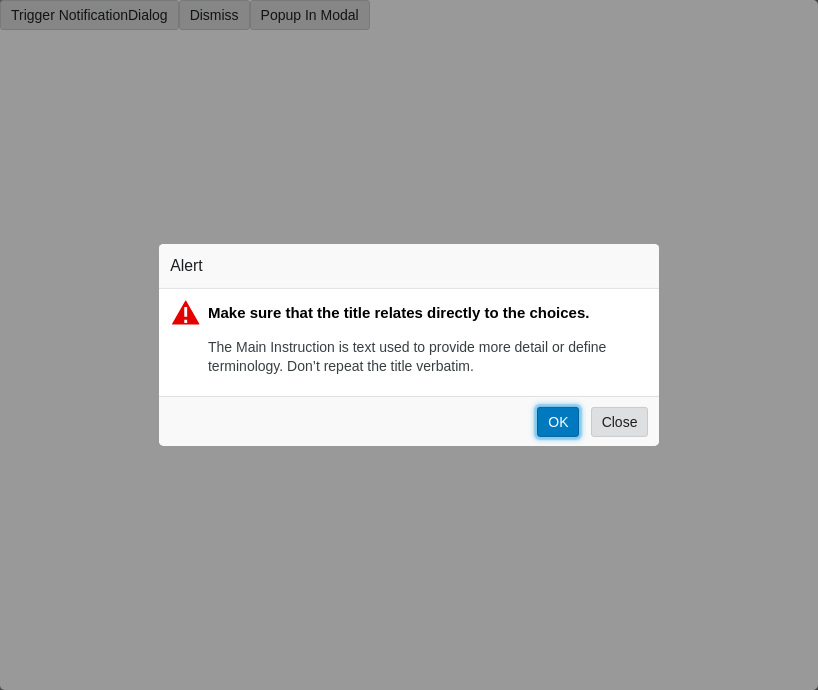 Trigger NotificationDialog Dismiss Popup In Modal
Alert
Make sure that the title relates directly to the choices.
The Main Instruction is text used to provide more detail or define
terminology. Don’t repeat the title verbatim.
OK Close